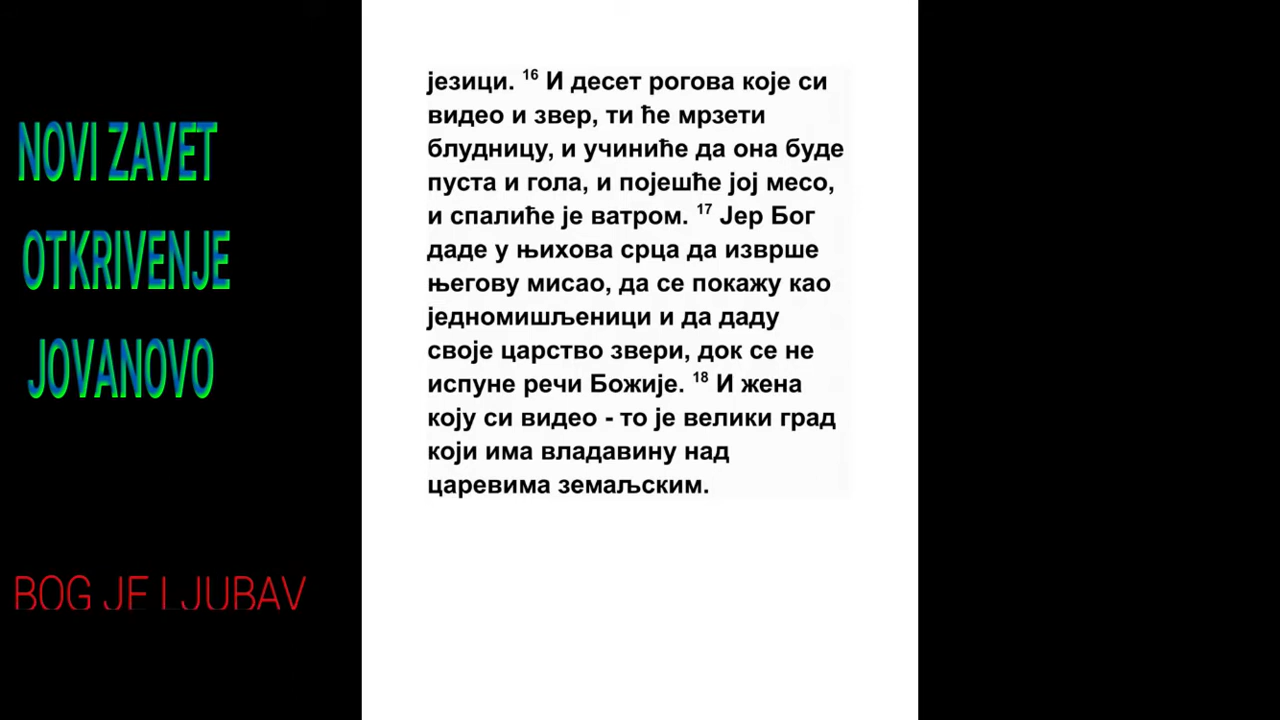 NOVI ZAVET
OTKRIVENJE
JOVANOVO
BOG JE LJUBAV
језици. 16 И десет рогова које си
видео и звер, ти ће мрзети
блудницу, и учиниће да она буде
пуста и гола, и појешће јој месо,
и спалиће је ватром. 17 Јер Бог
даде у њихова срца да изврше
његову мисао, да се покажу као
једномишљеници и да даду
своје царство звери, док се не
испуне речи Божије. 18 И жена
коју си видео - то је велики град
који има владавину над
царевима земаљским.